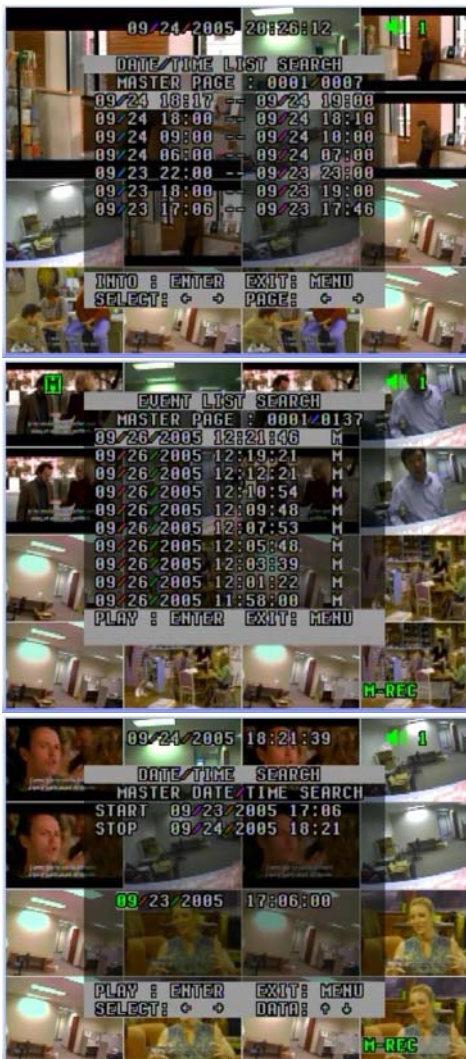 09/24/2005 20:26:12 1
DATE/TIME LIST SEARCH
MASTER PAGE : 0001/0007
09/24 18:17 -- 09/24 19:00
09/24 18:00 -- 09/24 18:10
09/24 09:00 -- 09/24 10:00
09/24 06:00 -- 09/24 07:00
09/23 22:00 -- 09/23 23:00
09/23 18:00 -- 09/23 19:00
09/23 17:06 -- 09/23 17:46
INTO : ENTER EXIT: MENU
SELECT: ← → PAGE: ← →
M 1
EVENT LIST SEARCH
MASTER PAGE : 0001/0137
09/26/2005 12:21:46 M
09/26/2005 12:19:21 M
09/26/2005 12:12:21 M
09/26/2005 12:10:54 M
09/26/2005 12:09:48 M
09/26/2005 12:07:53 M
09/26/2005 12:05:48 M
09/26/2005 12:03:39 M
09/26/2005 12:01:22 M
09/26/2005 11:58:00 M
PLAY : ENTER EXIT: MENU
M-REC
09/24/2005 18:21:39 1
DATE/TIME SEARCH
MASTER DATE/TIME SEARCH
START 09/23/2005 17:06
STOP 09/24/2005 18:21
09/23/2005 17:06:00
PLAY : ENTER EXIT: MENU
SELECT: ← → DATA: ↑ ↓
M-REC